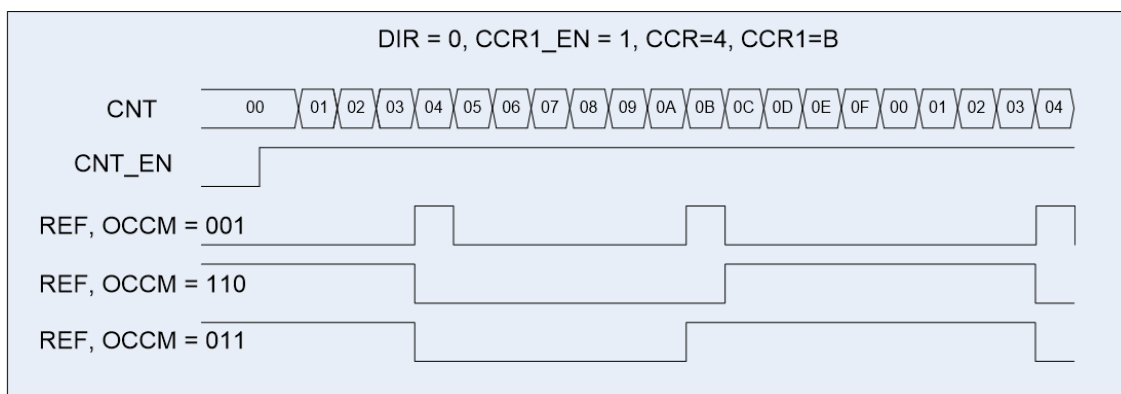 DIR = 0, CCR1_EN = 1, CCR=4, CCR1=B
CNT 00 01 02 03 04 05 06 07 08 09 0A 0B 0C 0D 0E 0F 00 01 02 03 04
CNT_EN
REF, OCCM = 001
REF, OCCM = 110
REF, OCCM = 011